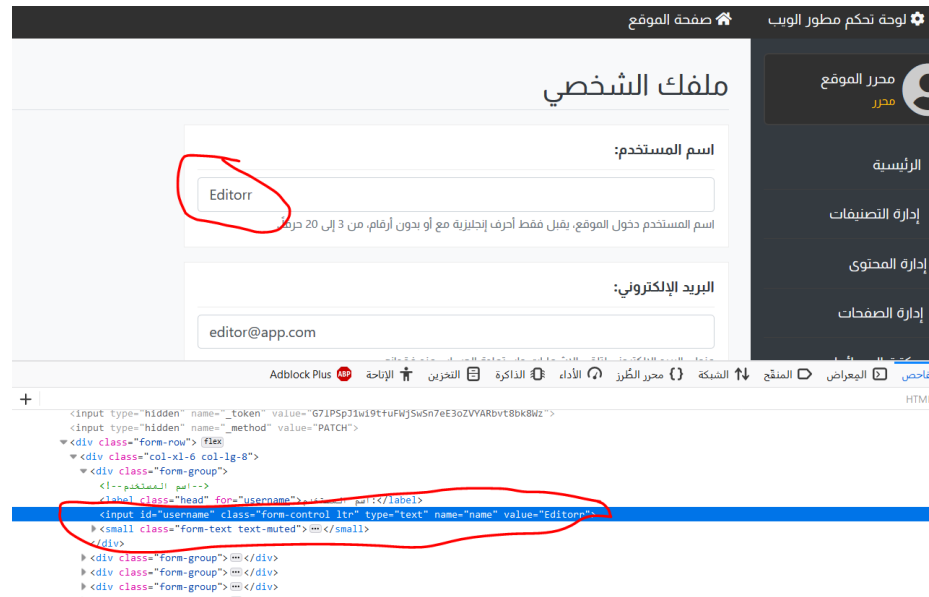 لوحة تحكم مطور الويب
صفحة الموقع
محرر الموقع
محرر
الرئيسية
إدارة التصنيفات
إدارة المحتوى
إدارة الصفحات
ملفك الشخصي
اسم المستخدم:
Editorr
اسم المستخدم دخول الموقع، يقبل فقط أحرف إنجليزية مع أو بدون أرقام، من 3 إلى 20 حرفاً.
البريد الإلكتروني:
editor@app.com
المِعراض المنقّح الشبكة {} محرر الطُرز الأداء الذاكرة التخزين الإتاحة ABP Adblock Plus
+ HTM
<input type="hidden" name="_token" value="G7lPSpJ1wi9tfuFWjSwSn7eE3oZVYARbvt8bk8Wz">
<input type="hidden" name="_method" value="PATCH">
<div class="form-row"> flex
<div class="col-xl-6 col-lg-8">
<div class="form-group">
<!--اسم المستخدم-->
<label class="head" for="username">اسم المستخدم:</label>
<input id="username" class="form-control ltr" type="text" name="name" value="Editorr">
<small class="form-text text-muted"> ⋯ </small>
</div>
<div class="form-group"> ⋯ </div>
<div class="form-group"> ⋯ </div>
<div class="form-group"> ⋯ </div>